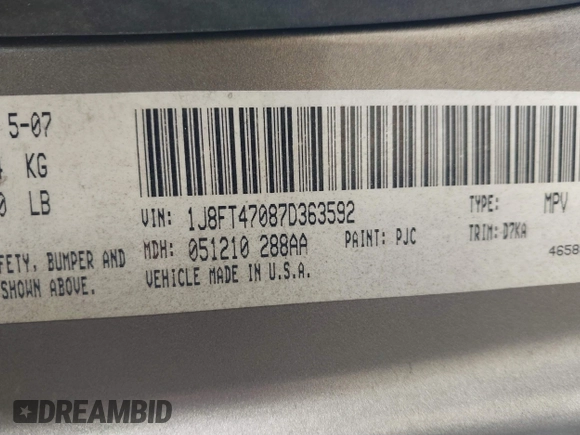 5-07
KG
0 LB
VIN: 1J8FT47087D363592
TYPE: MPV
MDH: 051210 288AA
PAINT: PJC
TRIM: D7KA
FETY, BUMPER AND
SHOWN ABOVE.
VEHICLE MADE IN U.S.A.
4658
DREAMBID